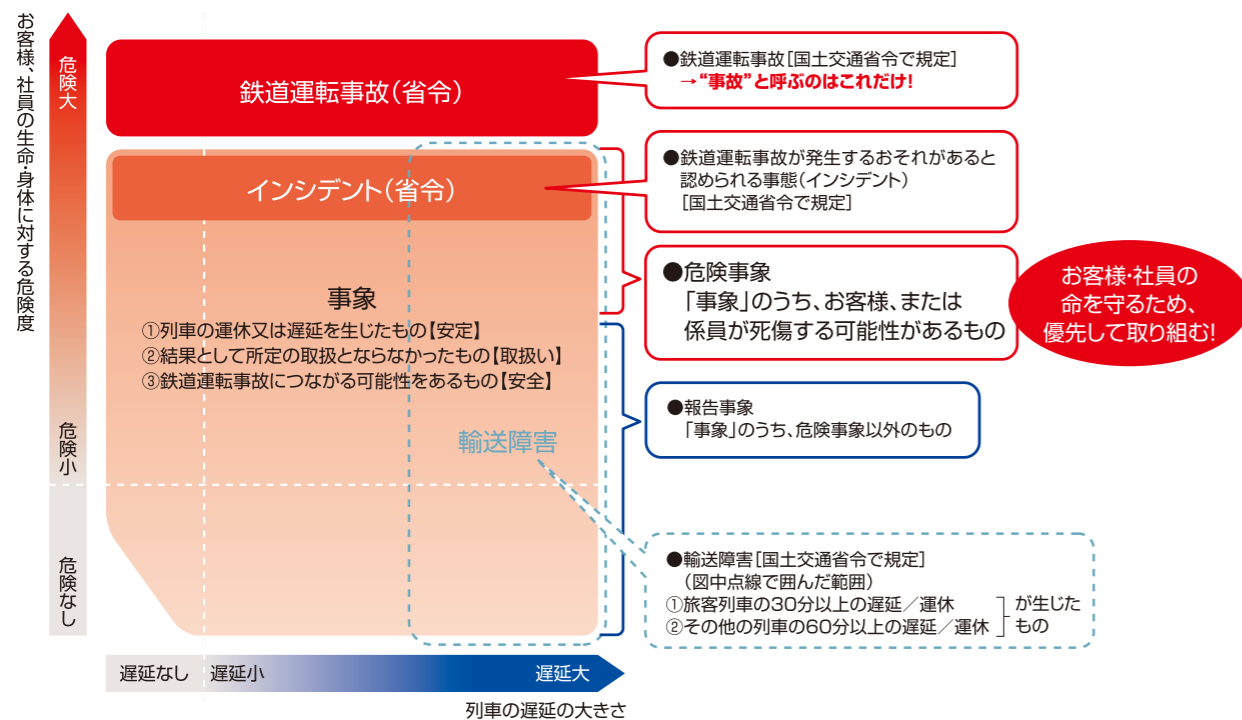 お客様、社員の生命・身体に対する危険度
危険大
危険小
危険なし
鉄道運転事故（省令）
インシデント（省令）
事象
①列車の運休又は遅延を生じたもの【安定】
②結果として所定の取扱とならなかったもの【取扱い】
③鉄道運転事故につながる可能性をあるもの【安全】
輸送障害
●鉄道運転事故［国土交通省令で規定］
→“事故”と呼ぶのはこれだけ！
●鉄道運転事故が発生するおそれがあると
認められる事態（インシデント）
［国土交通省令で規定］
●危険事象
「事象」のうち、お客様、または
係員が死傷する可能性があるもの
お客様・社員の
命を守るため、
優先して取り組む！
●報告事象
「事象」のうち、危険事象以外のもの
●輸送障害［国土交通省令で規定］
（図中点線で囲んだ範囲）
①旅客列車の30分以上の遅延／運休
②その他の列車の60分以上の遅延／運休
が生じた
もの
遅延なし
遅延小
遅延大
列車の遅延の大きさ